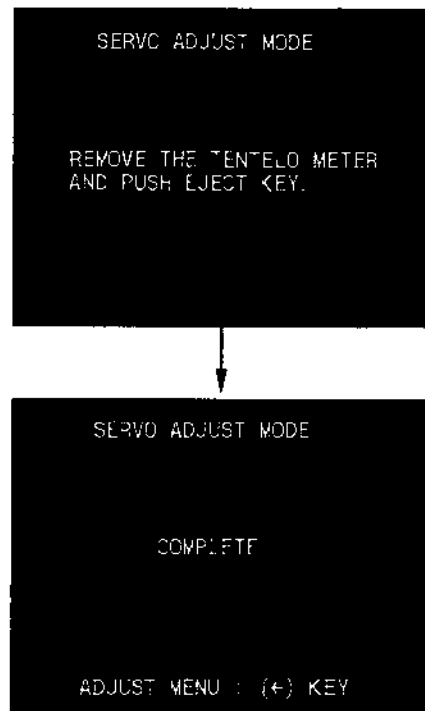 SERVO ADJUST MODE
REMOVE THE TENTELO METER
AND PUSH EJECT KEY.
SERVO ADJUST MODE
COMPLETE
ADJUST MENU : (←) KEY